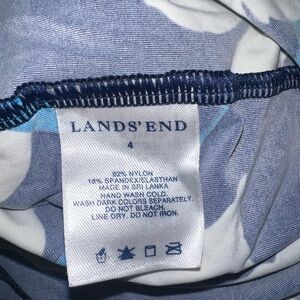 LANDS' END
4
82% NYLON
18% SPANDEX/ELASTHAN
MADE IN SRI LANKA
HAND WASH COLD.
WASH DARK COLORS SEPARATELY.
DO NOT BLEACH.
LINE DRY. DO NOT IRON.